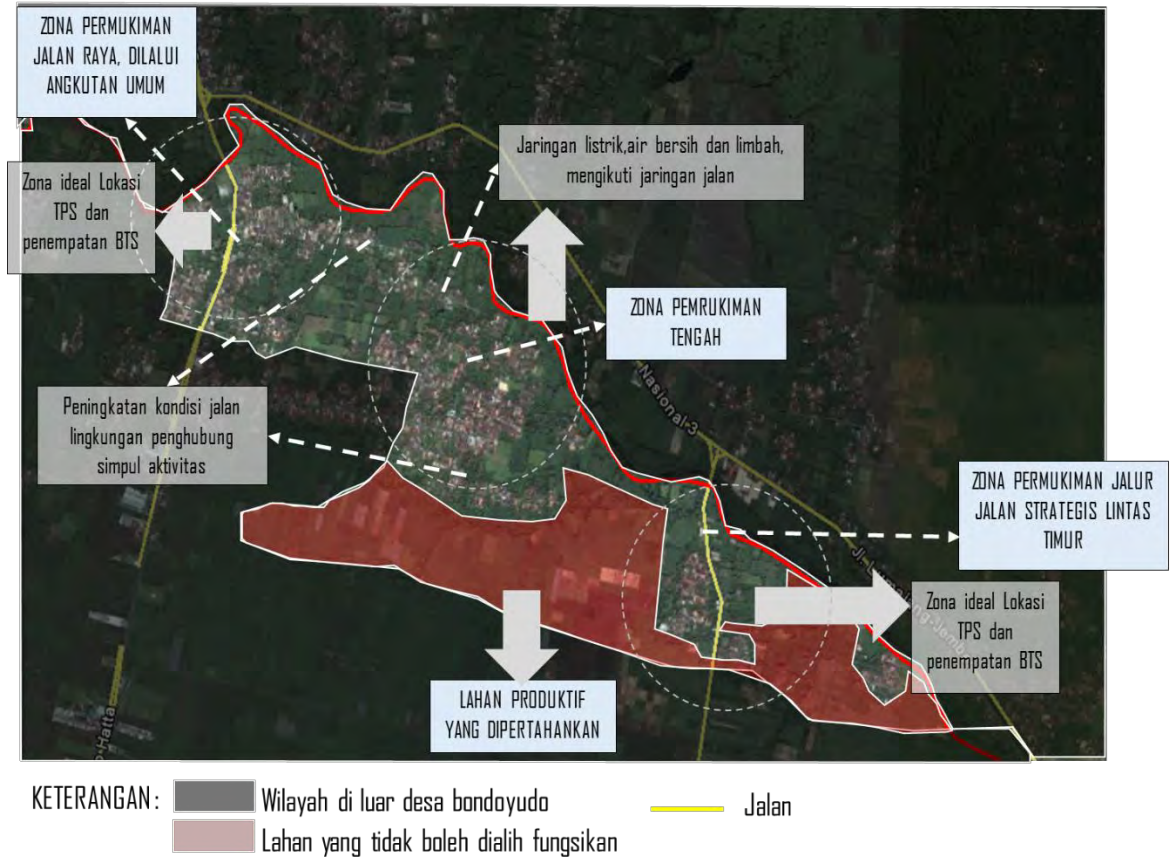 ZONA PERMUKIMAN
JALAN RAYA, DILALUI
ANGKUTAN UMUM
Zona ideal Lokasi
TPS dan
penempatan BTS
Jaringan listrik,air bersih dan limbah,
mengikuti jaringan jalan
ZONA PEMRUKIMAN
TENGAH
Nasional-3
Peningkatan kondisi jalan
lingkungan penghubung
simpul aktivitas
ZONA PERMUKIMAN JALUR
JALAN STRATEGIS LINTAS
TIMUR
Zona ideal Lokasi
TPS dan
penempatan BTS
LAHAN PRODUKTIF
YANG DIPERTAHANKAN
Hatta
KETERANGAN:
Wilayah di luar desa bondoyudo
Jalan
Lahan yang tidak boleh dialih fungsikan